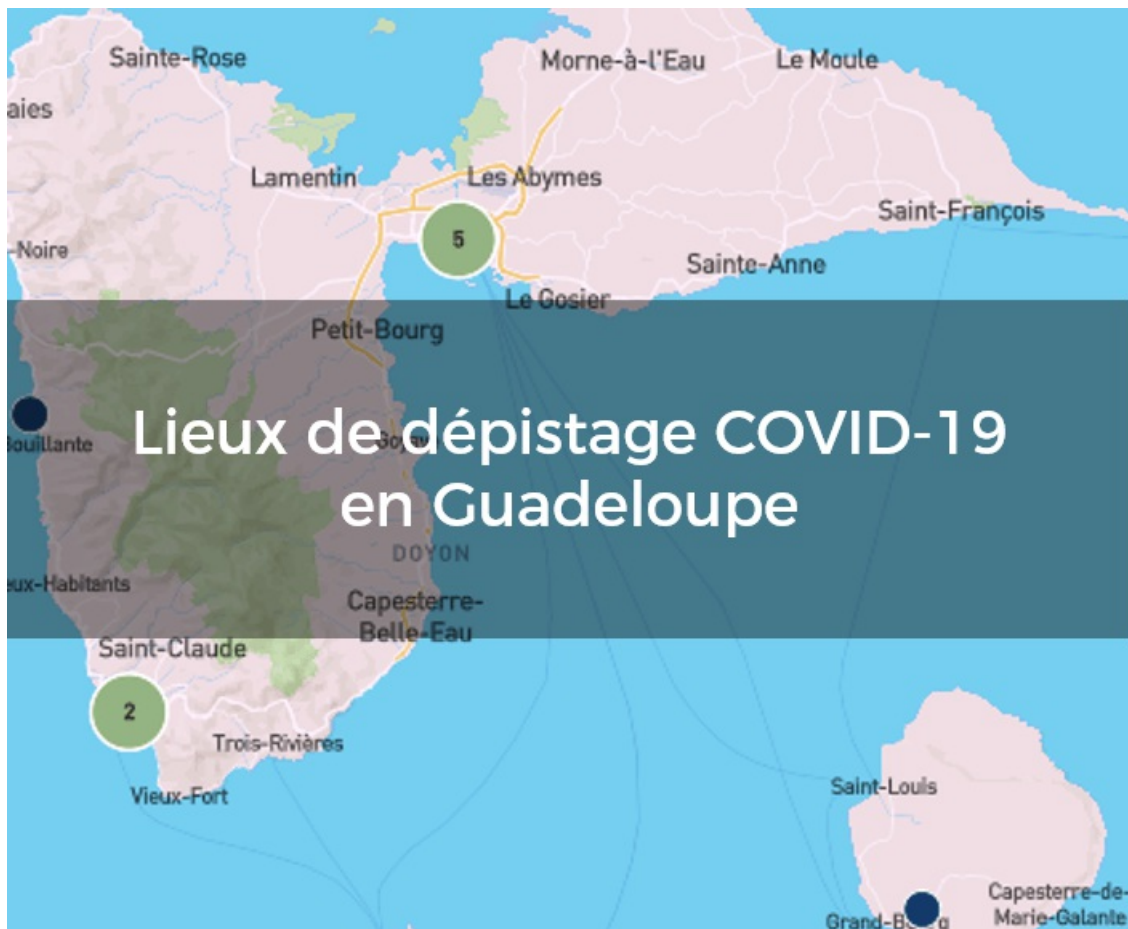 Sainte-Rose
Morne-à-l'Eau
Le Moule
aies
Lamentin
Les Abymes
Saint-François
5
-Noire
Sainte-Anne
Le Gosier
Petit-Bourg
Lieux de dépistage COVID-19
en Guadeloupe
Bouillante
DOYON
eux-Habitants
Capesterre-
Belle-Eau
Saint-Claude
2
Trois-Rivières
Vieux-Fort
Saint-Louis
Capesterre-de-
Marie-Galante